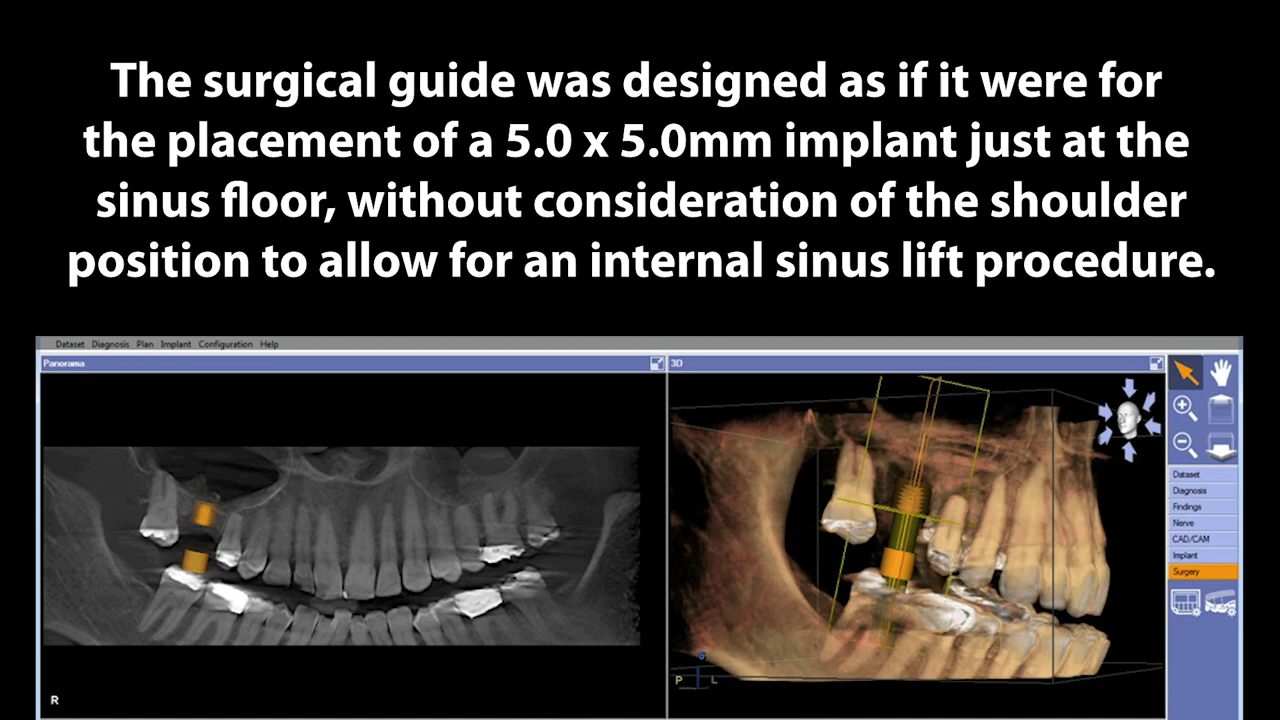 The surgical guide was designed as if it were for
the placement of a 5.0 x 5.0mm implant just at the
sinus floor, without consideration of the shoulder
position to allow for an internal sinus lift procedure.
Dataset Diagnosis Plan Implant Configuration Help
Panorama
3D
Dataset
Diagnosis
Findings
Nerve
CAD/CAM
Implant
Surgery
S
P L
R